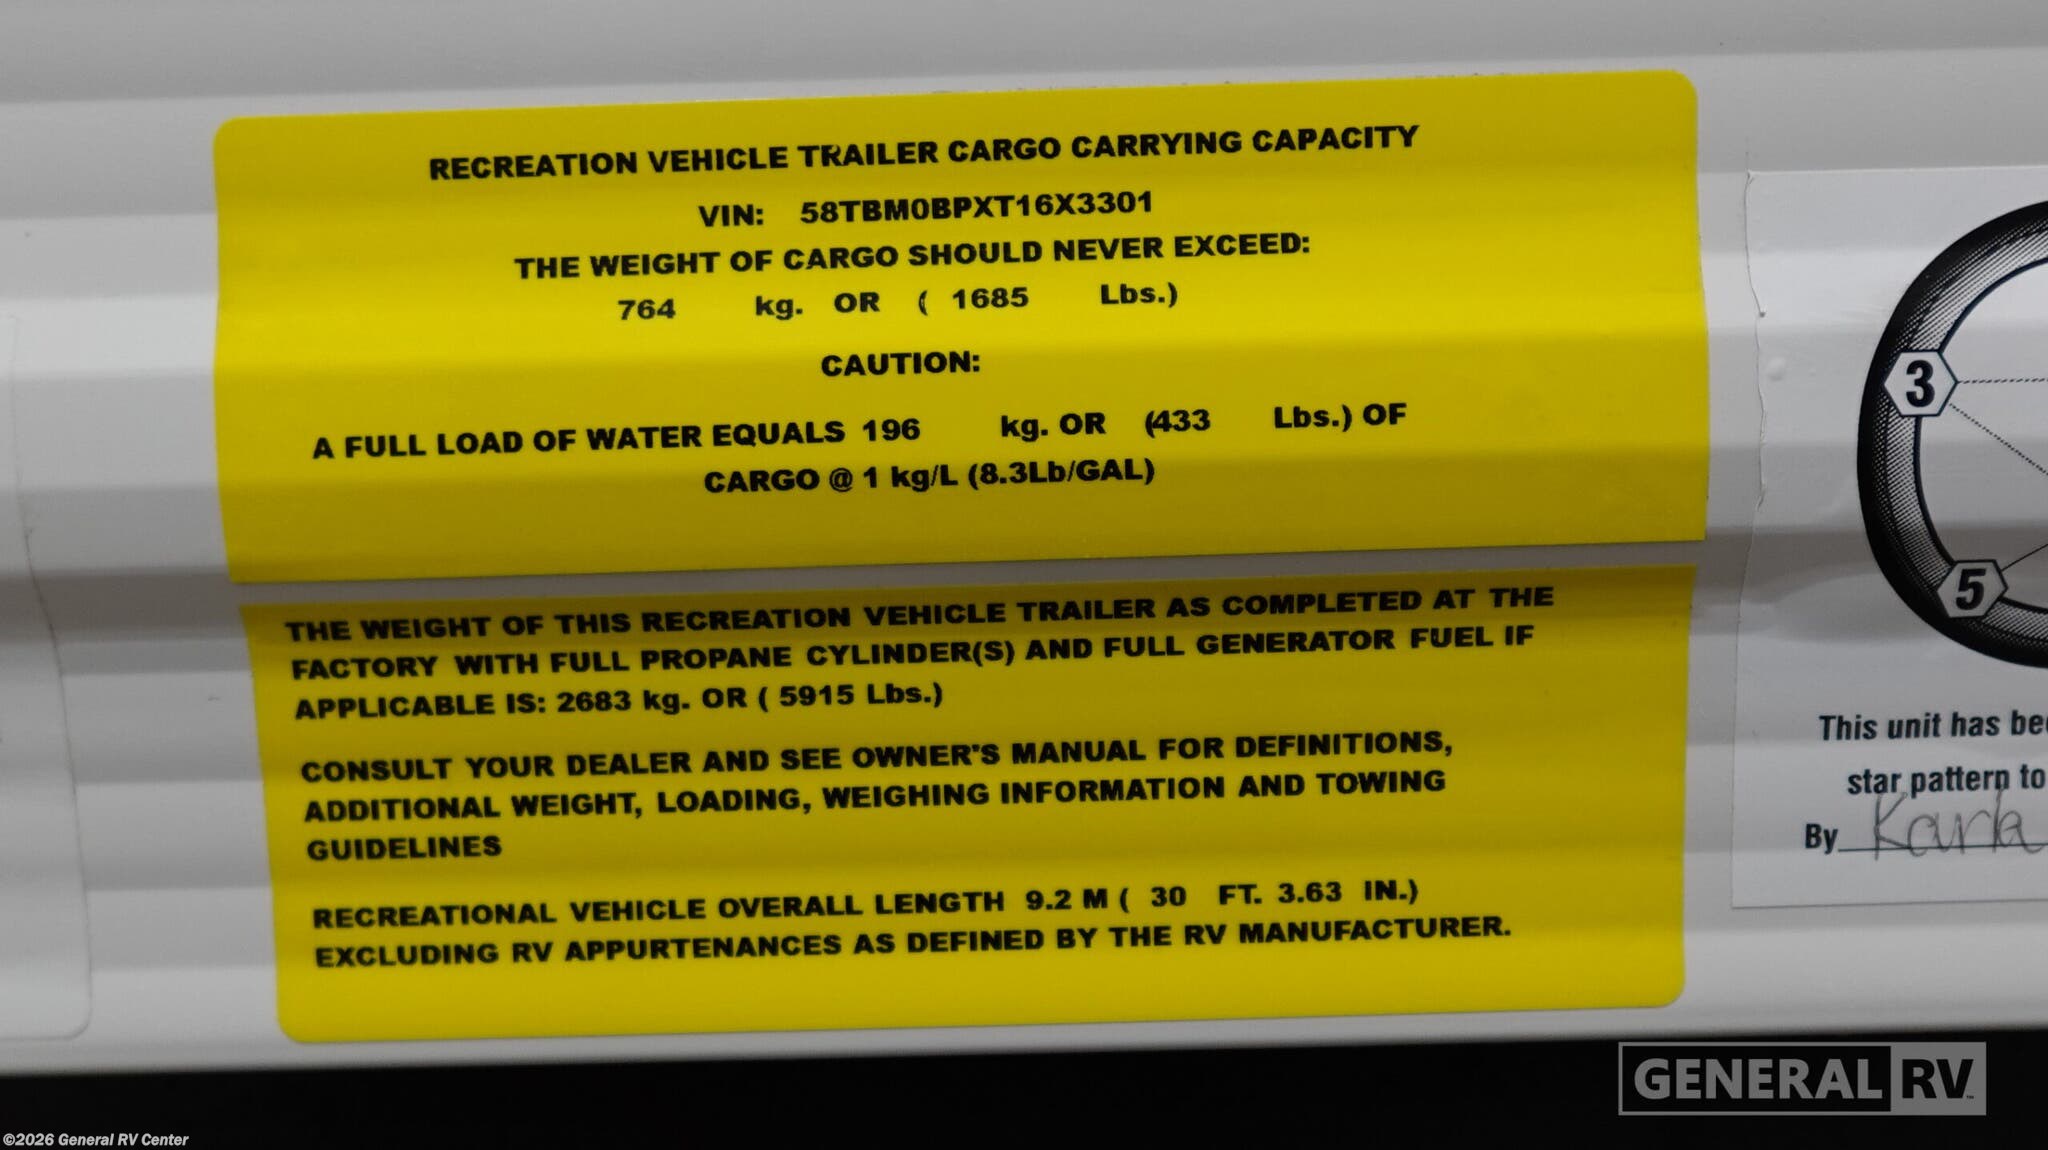 RECREATION VEHICLE TRAILER CARGO CARRYING CAPACITY
VIN: 58TBM0BPXT16X3301
THE WEIGHT OF CARGO SHOULD NEVER EXCEED:
764 kg. OR ( 1685 Lbs.)
CAUTION:
A FULL LOAD OF WATER EQUALS 196 kg. OR (433 Lbs.) OF
CARGO @ 1 kg/L (8.3Lb/GAL)
THE WEIGHT OF THIS RECREATION VEHICLE TRAILER AS COMPLETED AT THE
FACTORY WITH FULL PROPANE CYLINDER(S) AND FULL GENERATOR FUEL IF
APPLICABLE IS: 2683 kg. OR ( 5915 Lbs.)
CONSULT YOUR DEALER AND SEE OWNER'S MANUAL FOR DEFINITIONS,
ADDITIONAL WEIGHT, LOADING, WEIGHING INFORMATION AND TOWING
GUIDELINES
RECREATIONAL VEHICLE OVERALL LENGTH 9.2 M ( 30 FT. 3.63 IN.)
EXCLUDING RV APPURTENANCES AS DEFINED BY THE RV MANUFACTURER.
3
5
This unit has
star pattern to
By Karla
GENERAL RV
©2026 General RV Center